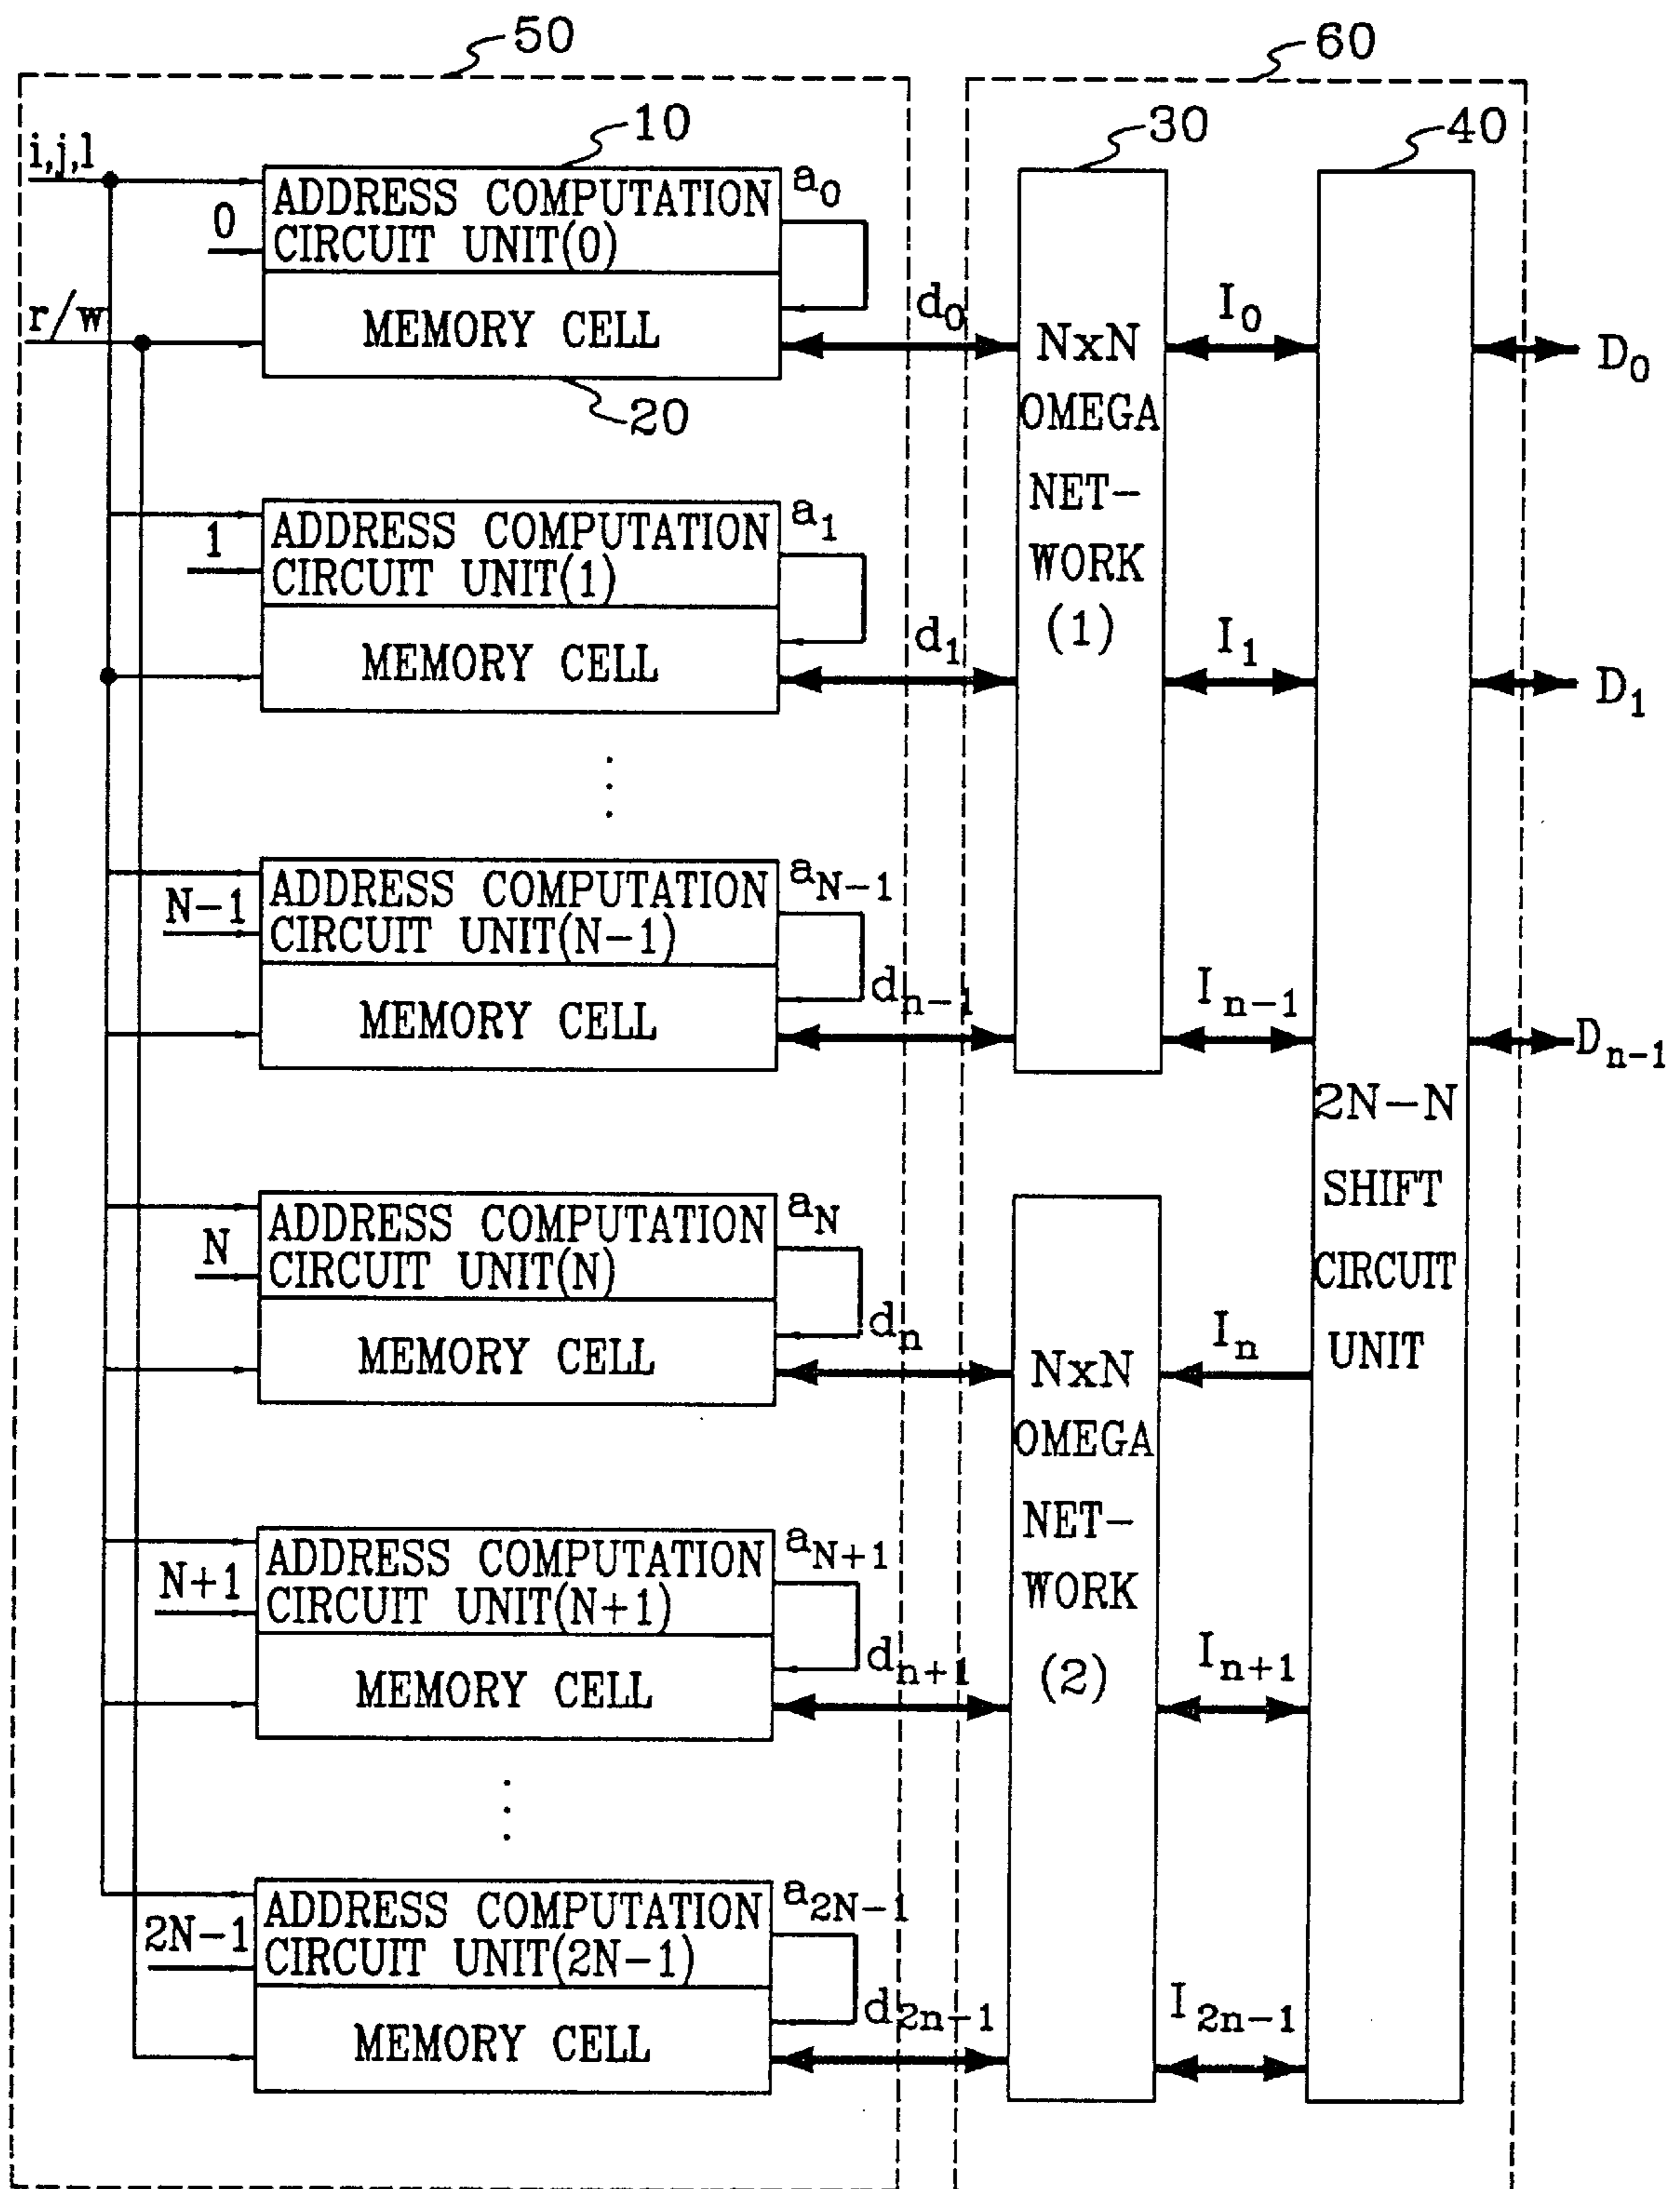 50
60
10
30
40
i,j,l
0
ADDRESS COMPUTATION
CIRCUIT UNIT(0)
a0
r/w
MEMORY CELL
d0
20
NxN
OMEGA
NET-
WORK
(1)
I0
D0
1
ADDRESS COMPUTATION
CIRCUIT UNIT(1)
a1
MEMORY CELL
d1
I1
D1
N-1
ADDRESS COMPUTATION
CIRCUIT UNIT(N-1)
aN-1
MEMORY CELL
dn-1
In-1
Dn-1
2N-N
SHIFT
CIRCUIT
UNIT
N
ADDRESS COMPUTATION
CIRCUIT UNIT(N)
aN
MEMORY CELL
dn
NxN
OMEGA
NET-
WORK
(2)
In
N+1
ADDRESS COMPUTATION
CIRCUIT UNIT(N+1)
aN+1
MEMORY CELL
dn+1
In+1
2N-1
ADDRESS COMPUTATION
CIRCUIT UNIT(2N-1)
a2N-1
MEMORY CELL
d2n-1
I2n-1